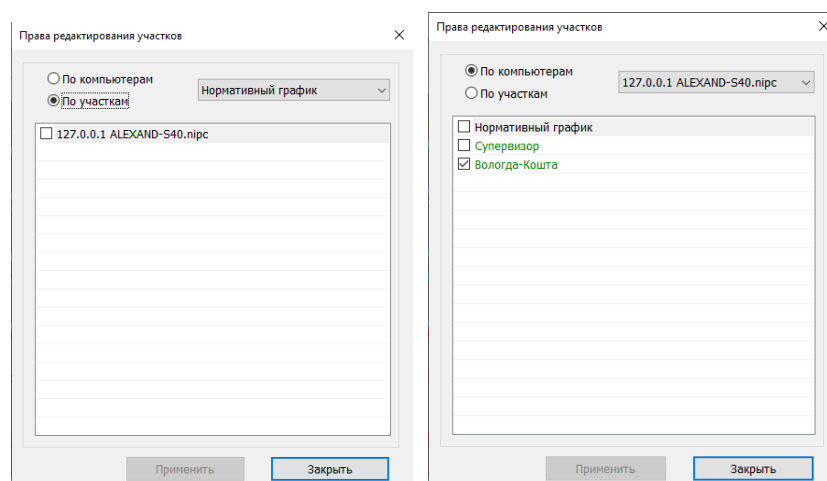 Права редактирования участков
По компьютерам
По участкам
Нормативный график
127.0.0.1 ALEXAND-S40.nipc
Применить
Закрыть
Права редактирования участков
По компьютерам
По участкам
127.0.0.1 ALEXAND-S40.nipc
Нормативный график
Супервизор
Вологда-Кошта
Применить
Закрыть